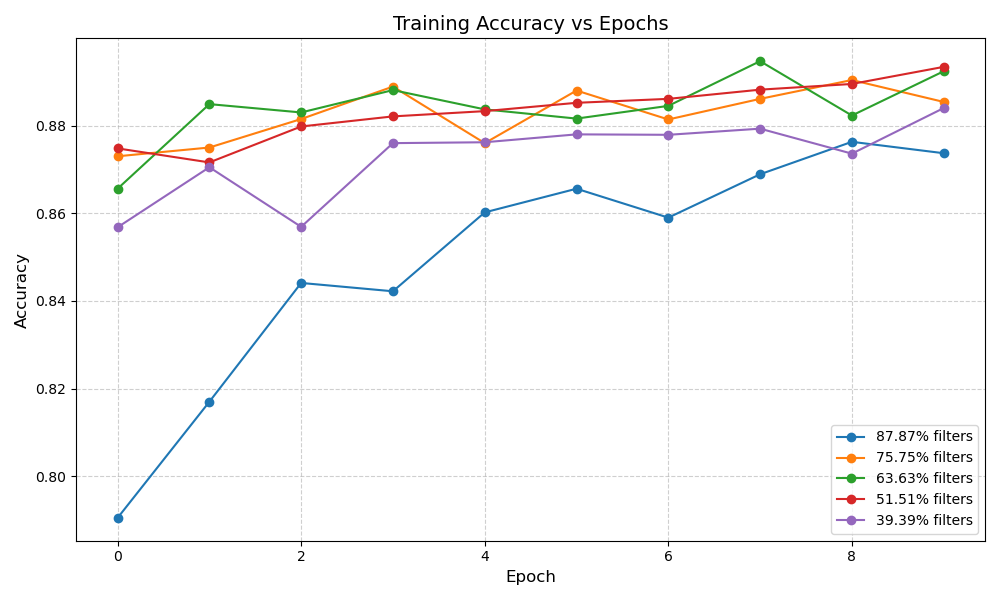 Training Accuracy vs Epochs
Accuracy
0.88
0.86
0.84
0.82
0.80
87.87% filters
75.75% filters
63.63% filters
51.51% filters
39.39% filters
0 2 4 6 8
Epoch